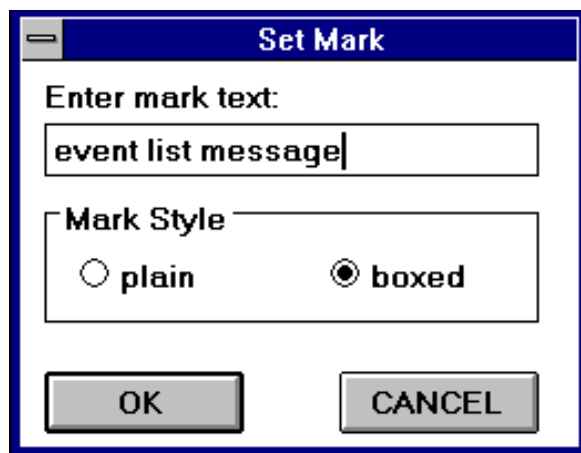 Set Mark
Enter mark text:
event list message
Mark Style
plain boxed
OK CANCEL